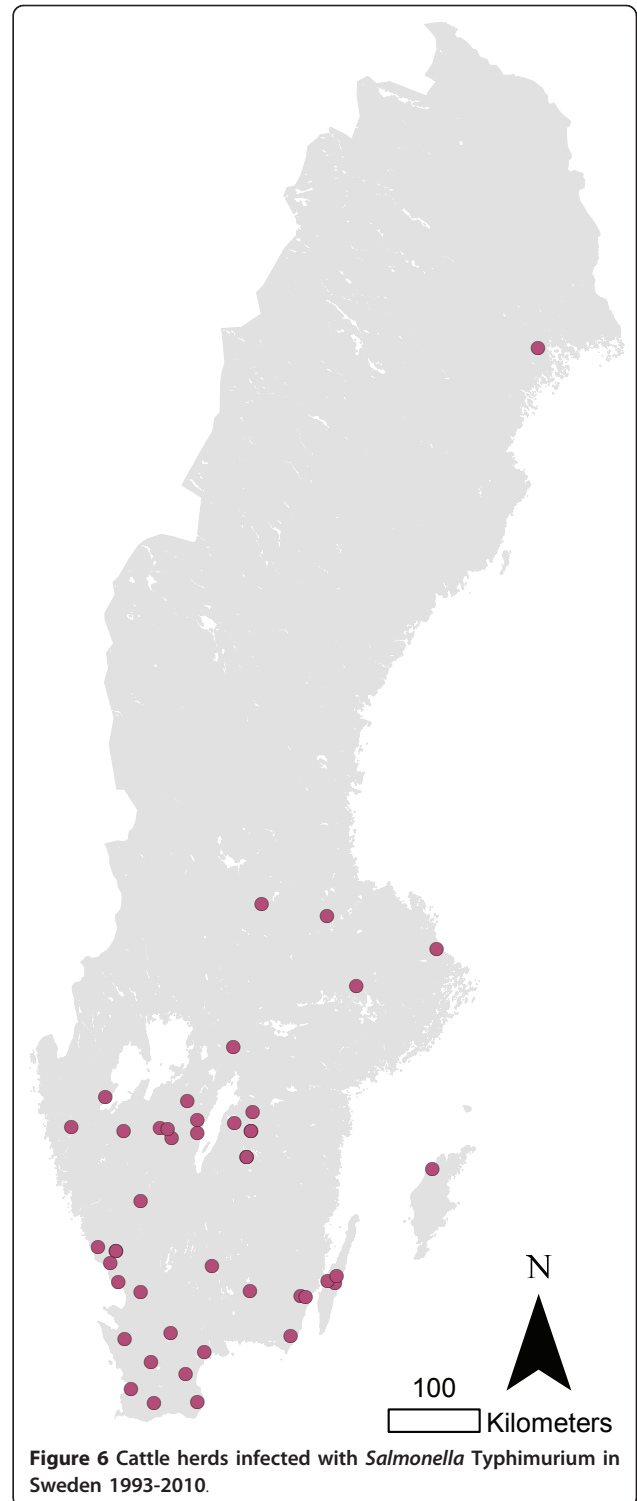 N
100
Kilometers
Figure 6 Cattle herds infected with Salmonella Typhimurium in
Sweden 1993-2010.